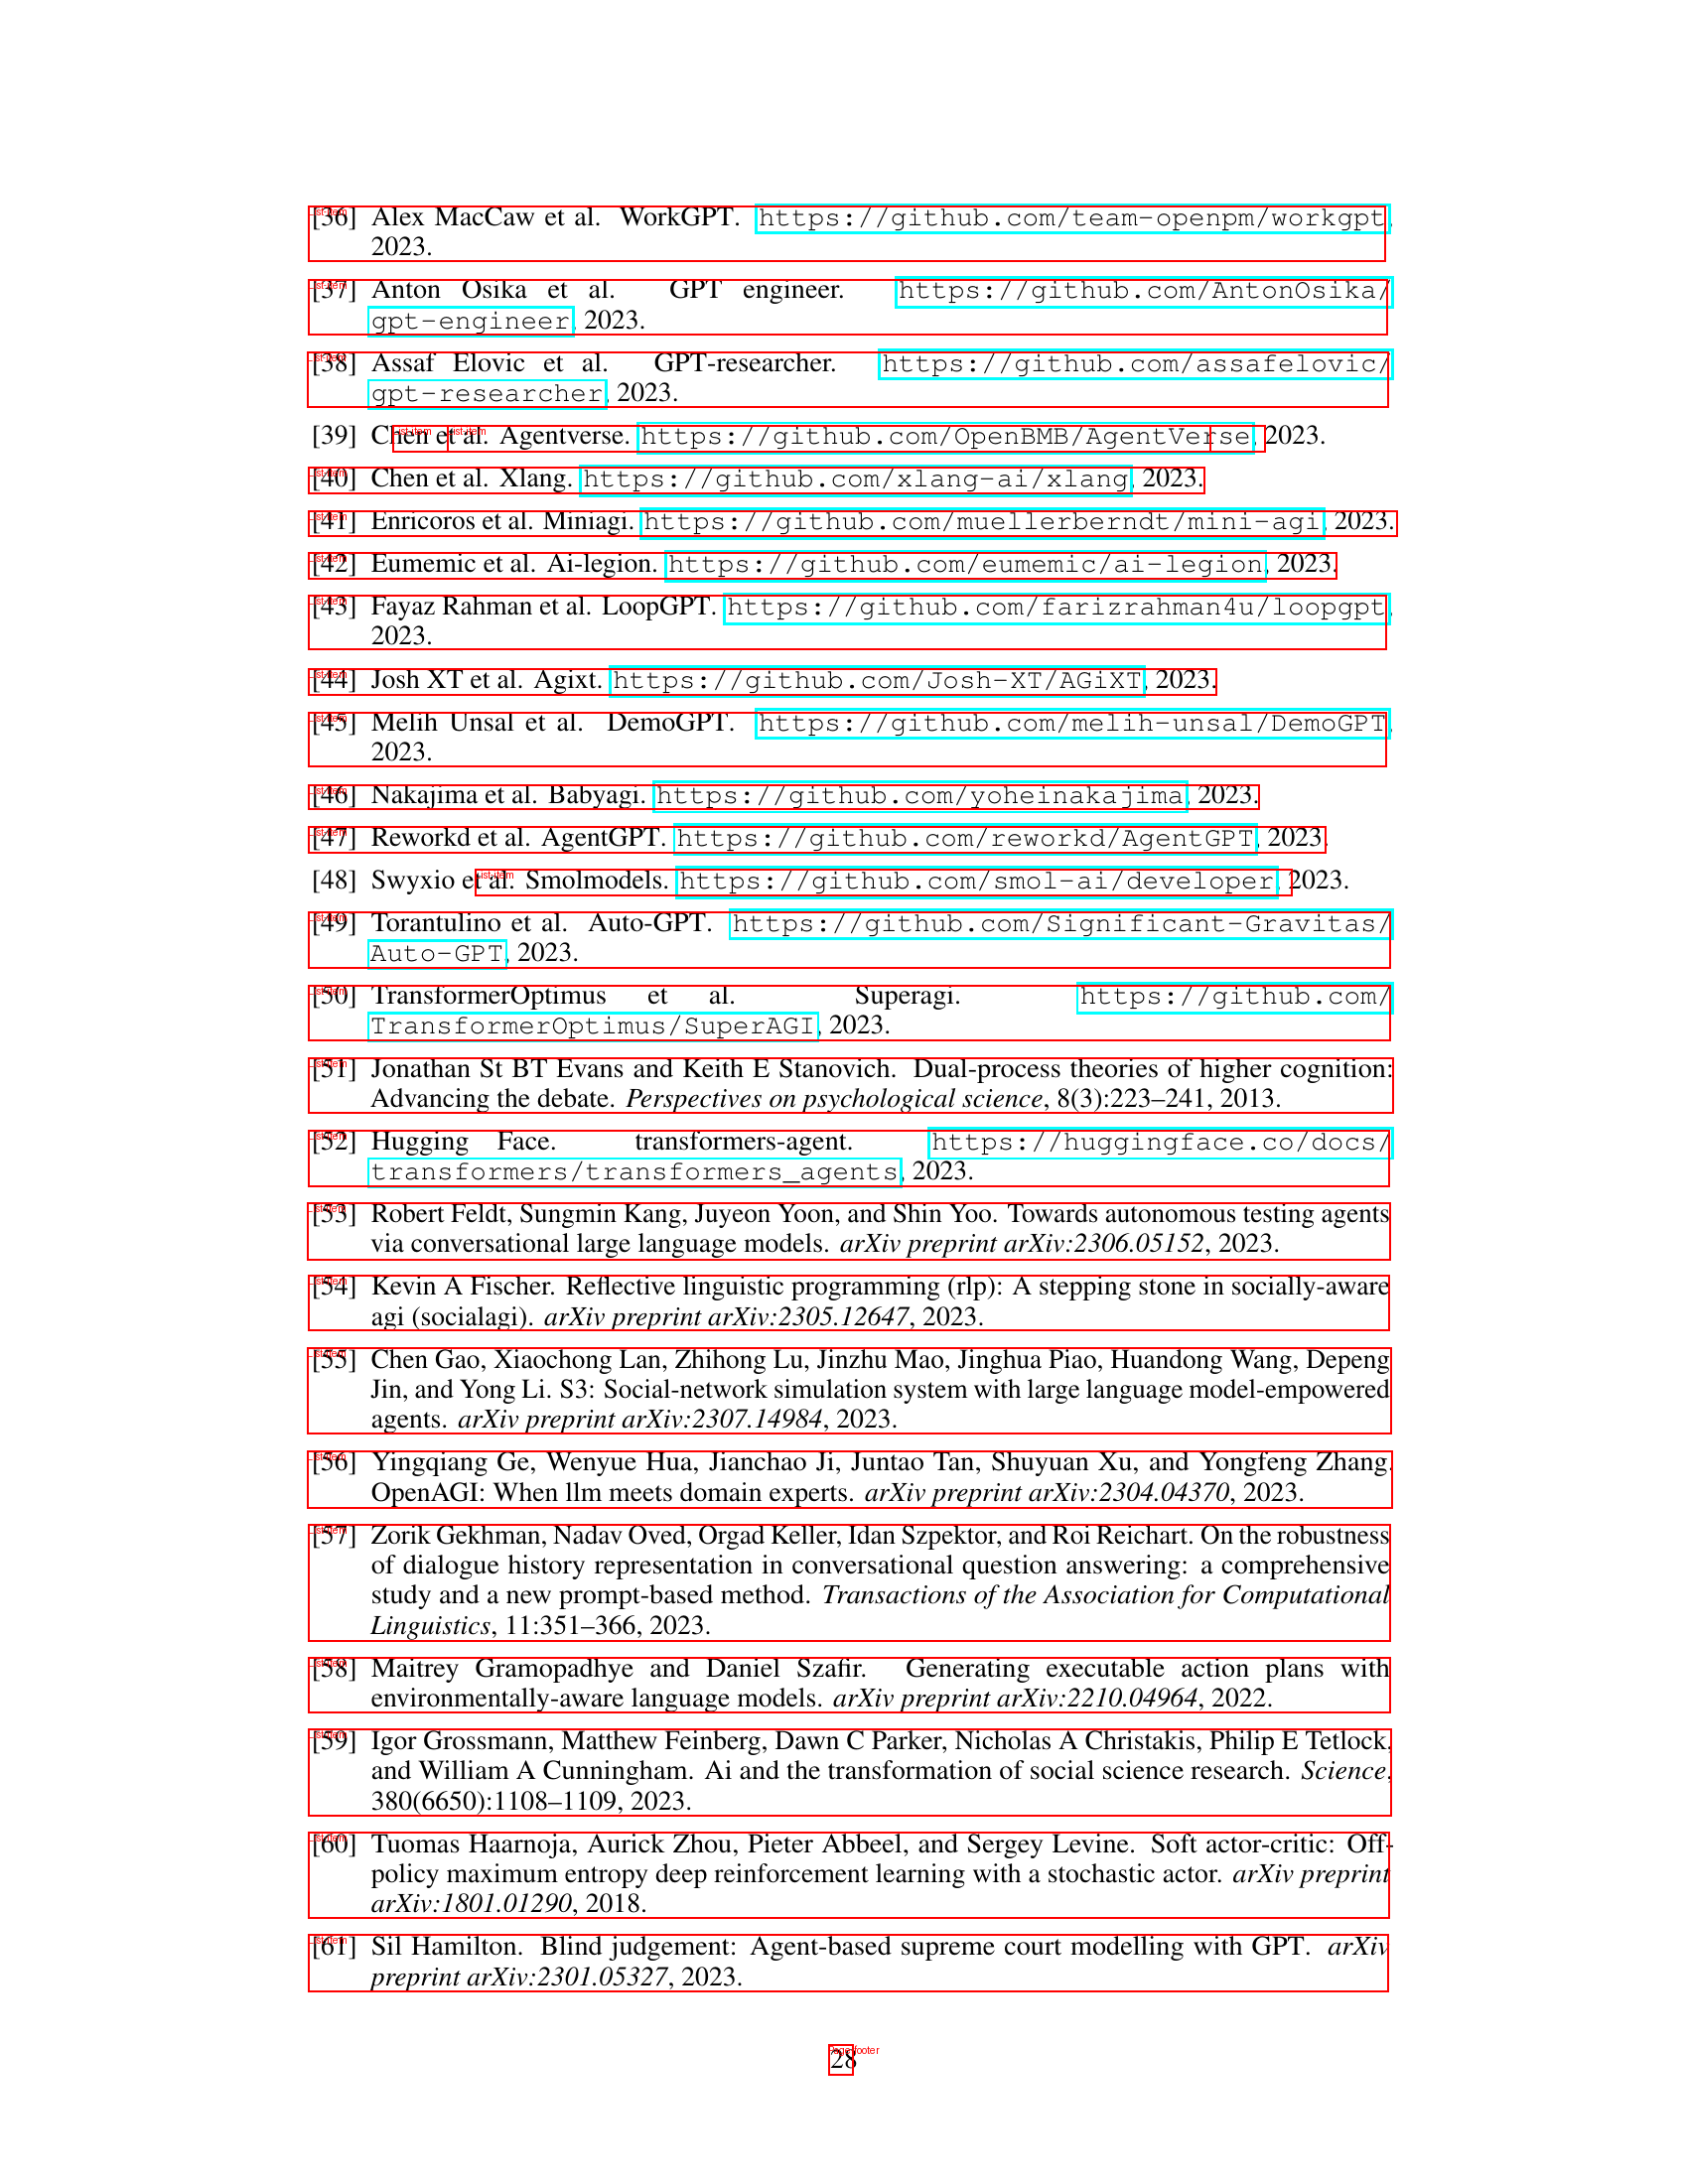 [36] Alex MacCaw et al. WorkGPT. https://github.com/team-openpm/workgpt,
2023.
[37] Anton Osika et al. GPT engineer. https://github.com/AntonOsika/
gpt-engineer, 2023.
[38] Assaf Elovic et al. GPT-researcher. https://github.com/assafelovic/
gpt-researcher, 2023.
[39] Chen et al. Agentverse. https://github.com/OpenBMB/AgentVerse, 2023.
[40] Chen et al. Xlang. https://github.com/xlang-ai/xlang, 2023.
[41] Enricoros et al. Miniagi. https://github.com/muellerberndt/mini-agi, 2023.
[42] Eumemic et al. Ai-legion. https://github.com/eumemic/ai-legion, 2023.
[43] Fayaz Rahman et al. LoopGPT. https://github.com/farizrahman4u/loopgpt,
2023.
[44] Josh XT et al. Agixt. https://github.com/Josh-XT/AGiXT, 2023.
[45] Melih Unsal et al. DemoGPT. https://github.com/melih-unsal/DemoGPT,
2023.
[46] Nakajima et al. Babyagi. https://github.com/yoheinakajima, 2023.
[47] Reworkd et al. AgentGPT. https://github.com/reworkd/AgentGPT, 2023.
[48] Swyxio et al. Smolmodels. https://github.com/smol-ai/developer, 2023.
[49] Torantulino et al. Auto-GPT. https://github.com/Significant-Gravitas/
Auto-GPT, 2023.
[50] TransformerOptimus et al. Superagi. https://github.com/
TransformerOptimus/SuperAGI, 2023.
[51] Jonathan St BT Evans and Keith E Stanovich. Dual-process theories of higher cognition:
Advancing the debate. Perspectives on psychological science, 8(3):223–241, 2013.
[52] Hugging Face. transformers-agent. https://huggingface.co/docs/
transformers/transformers_agents, 2023.
[53] Robert Feldt, Sungmin Kang, Juyeon Yoon, and Shin Yoo. Towards autonomous testing agents
via conversational large language models. arXiv preprint arXiv:2306.05152, 2023.
[54] Kevin A Fischer. Reflective linguistic programming (rlp): A stepping stone in socially-aware
agi (socialagi). arXiv preprint arXiv:2305.12647, 2023.
[55] Chen Gao, Xiaochong Lan, Zhihong Lu, Jinzhu Mao, Jinghua Piao, Huandong Wang, Depeng
Jin, and Yong Li. S3: Social-network simulation system with large language model-empowered
agents. arXiv preprint arXiv:2307.14984, 2023.
[56] Yingqiang Ge, Wenyue Hua, Jianchao Ji, Juntao Tan, Shuyuan Xu, and Yongfeng Zhang.
OpenAGI: When llm meets domain experts. arXiv preprint arXiv:2304.04370, 2023.
[57] Zorik Gekhman, Nadav Oved, Orgad Keller, Idan Szpektor, and Roi Reichart. On the robustness
of dialogue history representation in conversational question answering: a comprehensive
study and a new prompt-based method. Transactions of the Association for Computational
Linguistics, 11:351–366, 2023.
[58] Maitrey Gramopadhye and Daniel Szafir. Generating executable action plans with
environmentally-aware language models. arXiv preprint arXiv:2210.04964, 2022.
[59] Igor Grossmann, Matthew Feinberg, Dawn C Parker, Nicholas A Christakis, Philip E Tetlock,
and William A Cunningham. Ai and the transformation of social science research. Science,
380(6650):1108–1109, 2023.
[60] Tuomas Haarnoja, Aurick Zhou, Pieter Abbeel, and Sergey Levine. Soft actor-critic: Off-
policy maximum entropy deep reinforcement learning with a stochastic actor. arXiv preprint
arXiv:1801.01290, 2018.
[61] Sil Hamilton. Blind judgement: Agent-based supreme court modelling with GPT. arXiv
preprint arXiv:2301.05327, 2023.
28